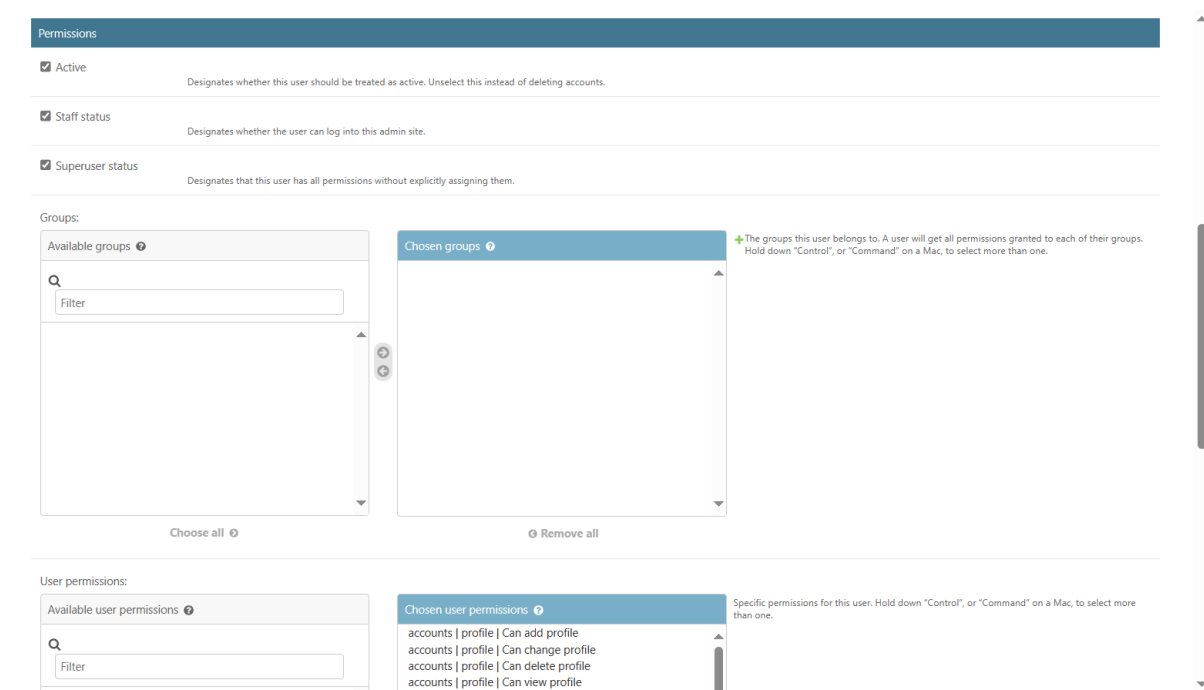 Permissions
Active
Designates whether this user should be treated as active. Unselect this instead of deleting accounts.
Staff status
Designates whether the user can log into this admin site.
Superuser status
Designates that this user has all permissions without explicitly assigning them.
Groups:
Available groups
Filter
Choose all
Chosen groups
Remove all
The groups this user belongs to. A user will get all permissions granted to each of their groups.
Hold down “Control”, or “Command” on a Mac, to select more than one.
User permissions:
Available user permissions
Filter
Chosen user permissions
accounts | profile | Can add profile
accounts | profile | Can change profile
accounts | profile | Can delete profile
accounts | profile | Can view profile
Specific permissions for this user. Hold down “Control”, or “Command” on a Mac, to select more
than one.